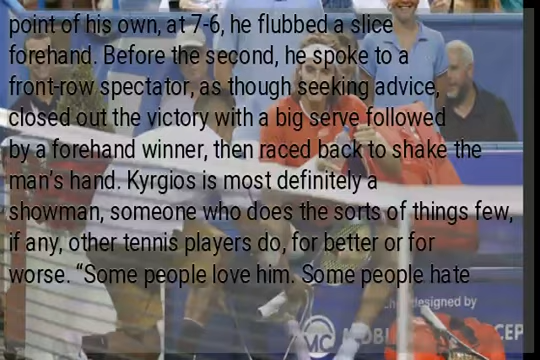 point of his own, at 7-6, he flubbed a slice
forehand. Before the second, he spoke to a
front-row spectator, as though seeking advice,
closed out the victory with a big serve followed
by a forehand winner, then raced back to shake the
man's hand. Kyrgios is most definitely a
showman, someone who does the sorts of things few,
if any, other tennis players do, for better or for
worse. “Some people love him. Some people hate
designed by
MC